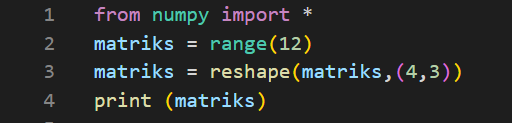 1 from numpy import *
2 matriks = range(12)
3 matriks = reshape(matriks,(4,3))
4 print (matriks)